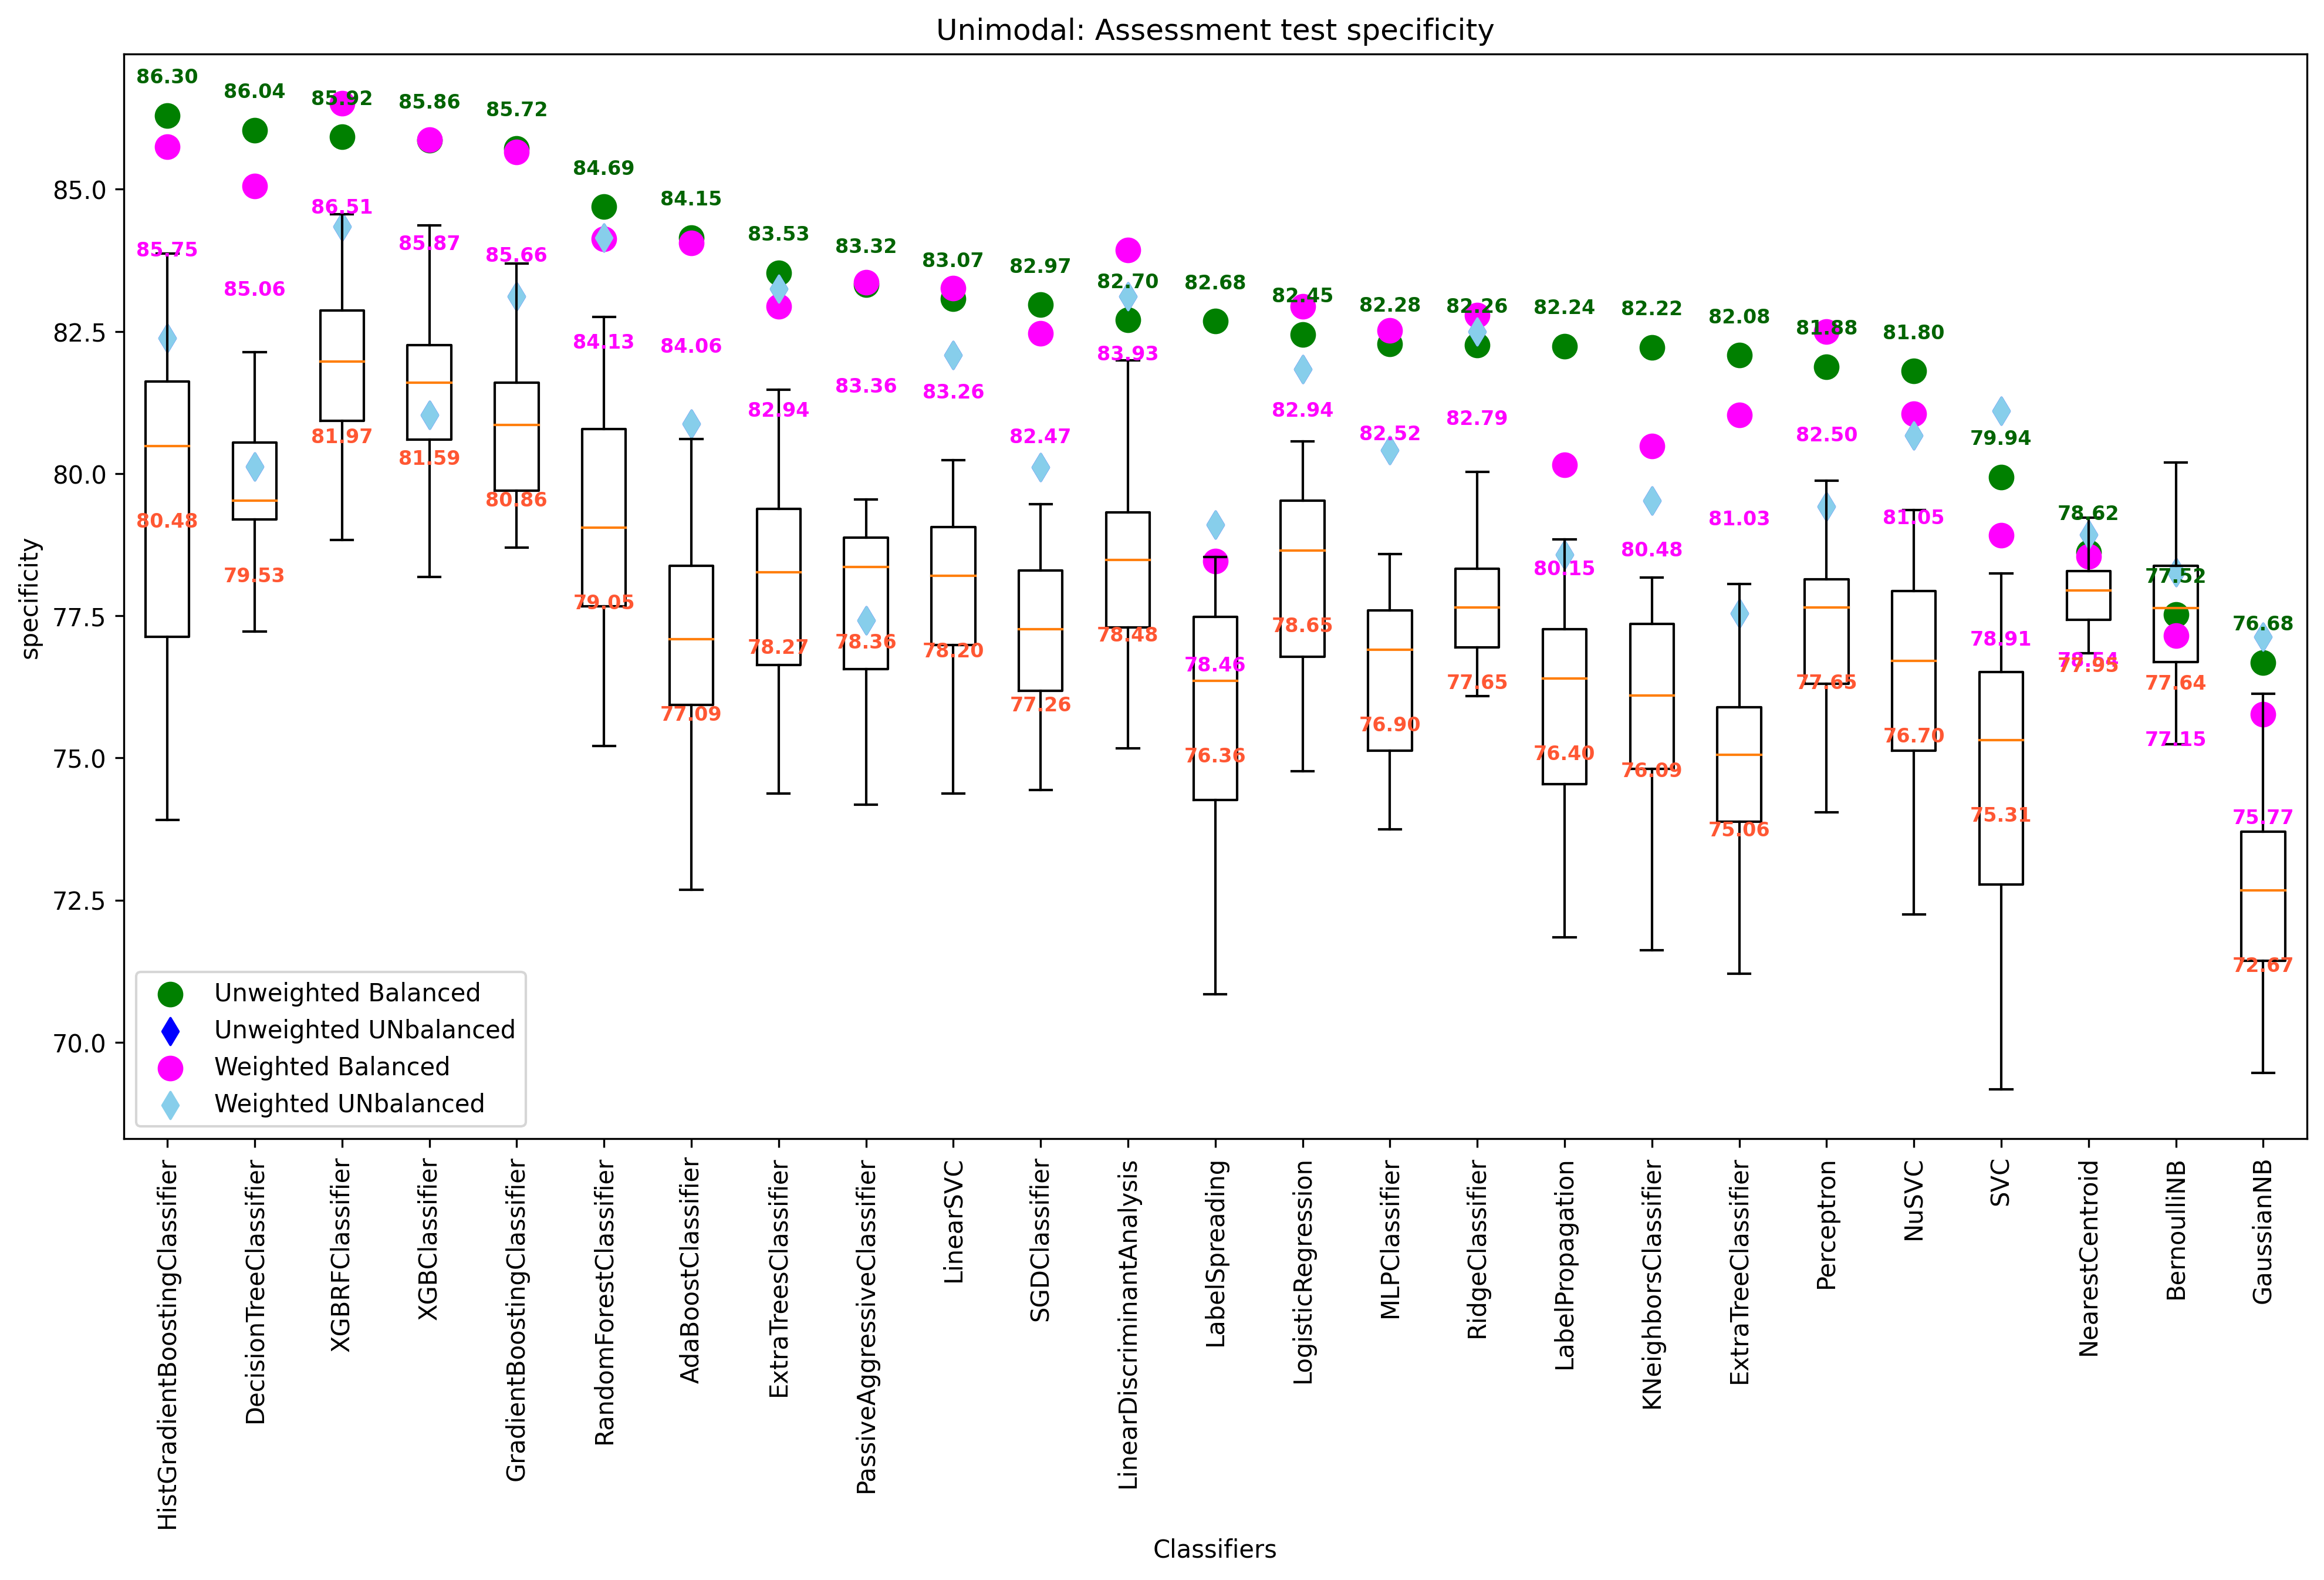 Unimodal: Assessment test specificity
86.30
86.04
85.92
85.86
85.72
84.69
84.15
83.53
83.32
83.07
82.97
82.70
82.68
82.45
82.28
82.26
82.24
82.22
82.08
81.88
81.80
79.94
78.62
77.52
76.68
85.75
85.06
86.51
85.87
85.66
84.13
84.06
82.94
83.36
83.26
82.47
83.93
78.46
82.94
82.52
82.79
80.15
80.48
81.03
82.50
81.05
78.91
78.54
77.15
75.77
80.48
79.53
81.97
81.59
80.86
79.05
77.09
78.27
78.36
78.20
77.26
78.48
76.36
78.65
76.90
77.65
76.40
76.09
75.06
77.65
76.70
75.31
77.95
77.64
72.67
85.0
82.5
80.0
77.5
75.0
72.5
70.0
specificity
Unweighted Balanced
Unweighted UNbalanced
Weighted Balanced
Weighted UNbalanced
HistGradientBoostingClassifier
DecisionTreeClassifier
XGBRFClassifier
XGBClassifier
GradientBoostingClassifier
RandomForestClassifier
AdaBoostClassifier
ExtraTreesClassifier
PassiveAggressiveClassifier
LinearSVC
SGDClassifier
LinearDiscriminantAnalysis
LabelSpreading
LogisticRegression
MLPClassifier
RidgeClassifier
LabelPropagation
KNeighborsClassifier
ExtraTreeClassifier
Perceptron
NuSVC
SVC
NearestCentroid
BernoulliNB
GaussianNB
Classifiers